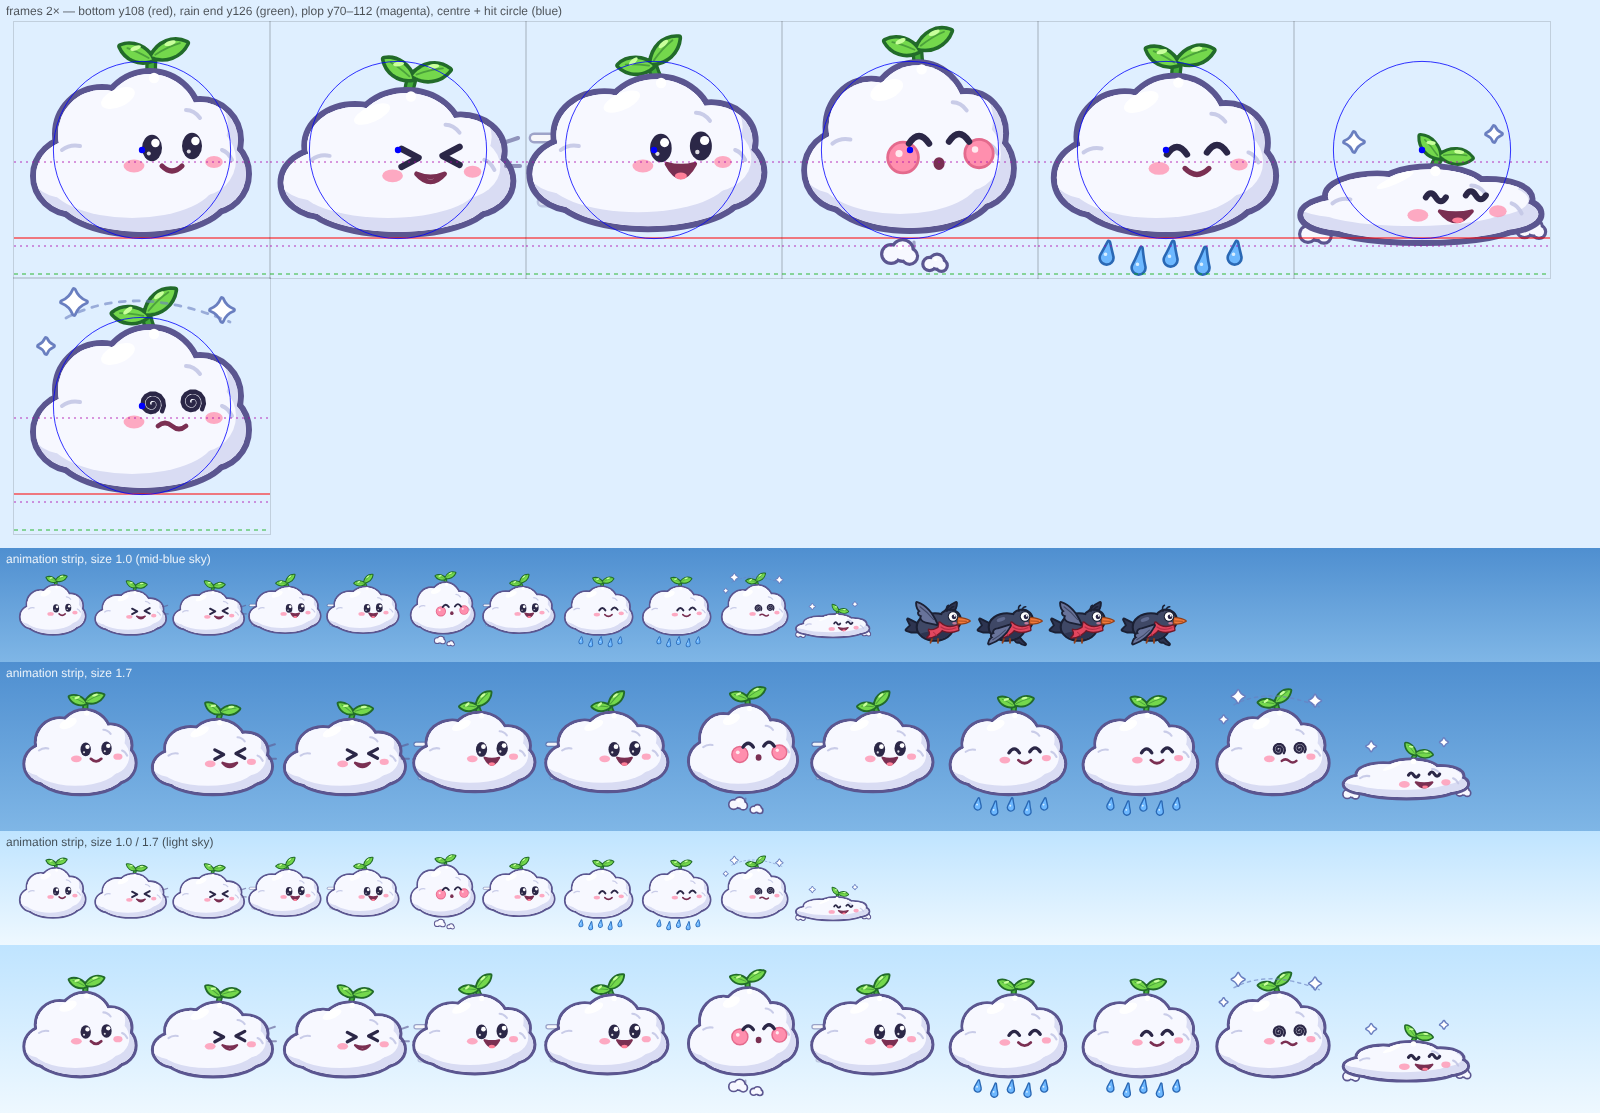 frames 2× — bottom y108 (red), rain end y126 (green), plop y70–112 (magenta), centre + hit circle (blue)
animation strip, size 1.0 (mid-blue sky)
animation strip, size 1.7
animation strip, size 1.0 / 1.7 (light sky)